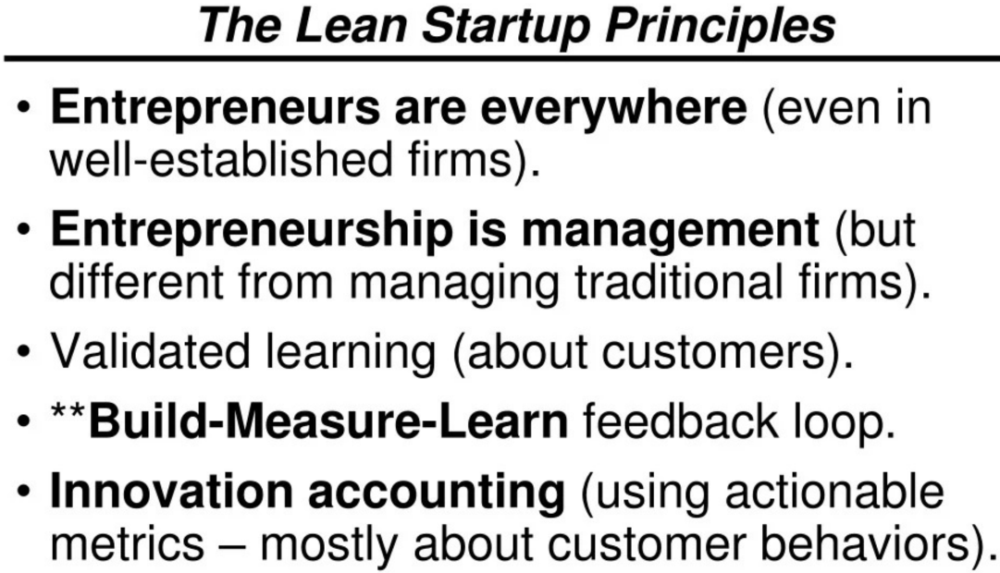 The Lean Startup Principles
• Entrepreneurs are everywhere (even in
well-established firms).
• Entrepreneurship is management (but
different from managing traditional firms).
• Validated learning (about customers).
• **Build-Measure-Learn feedback loop.
• Innovation accounting (using actionable
metrics – mostly about customer behaviors).